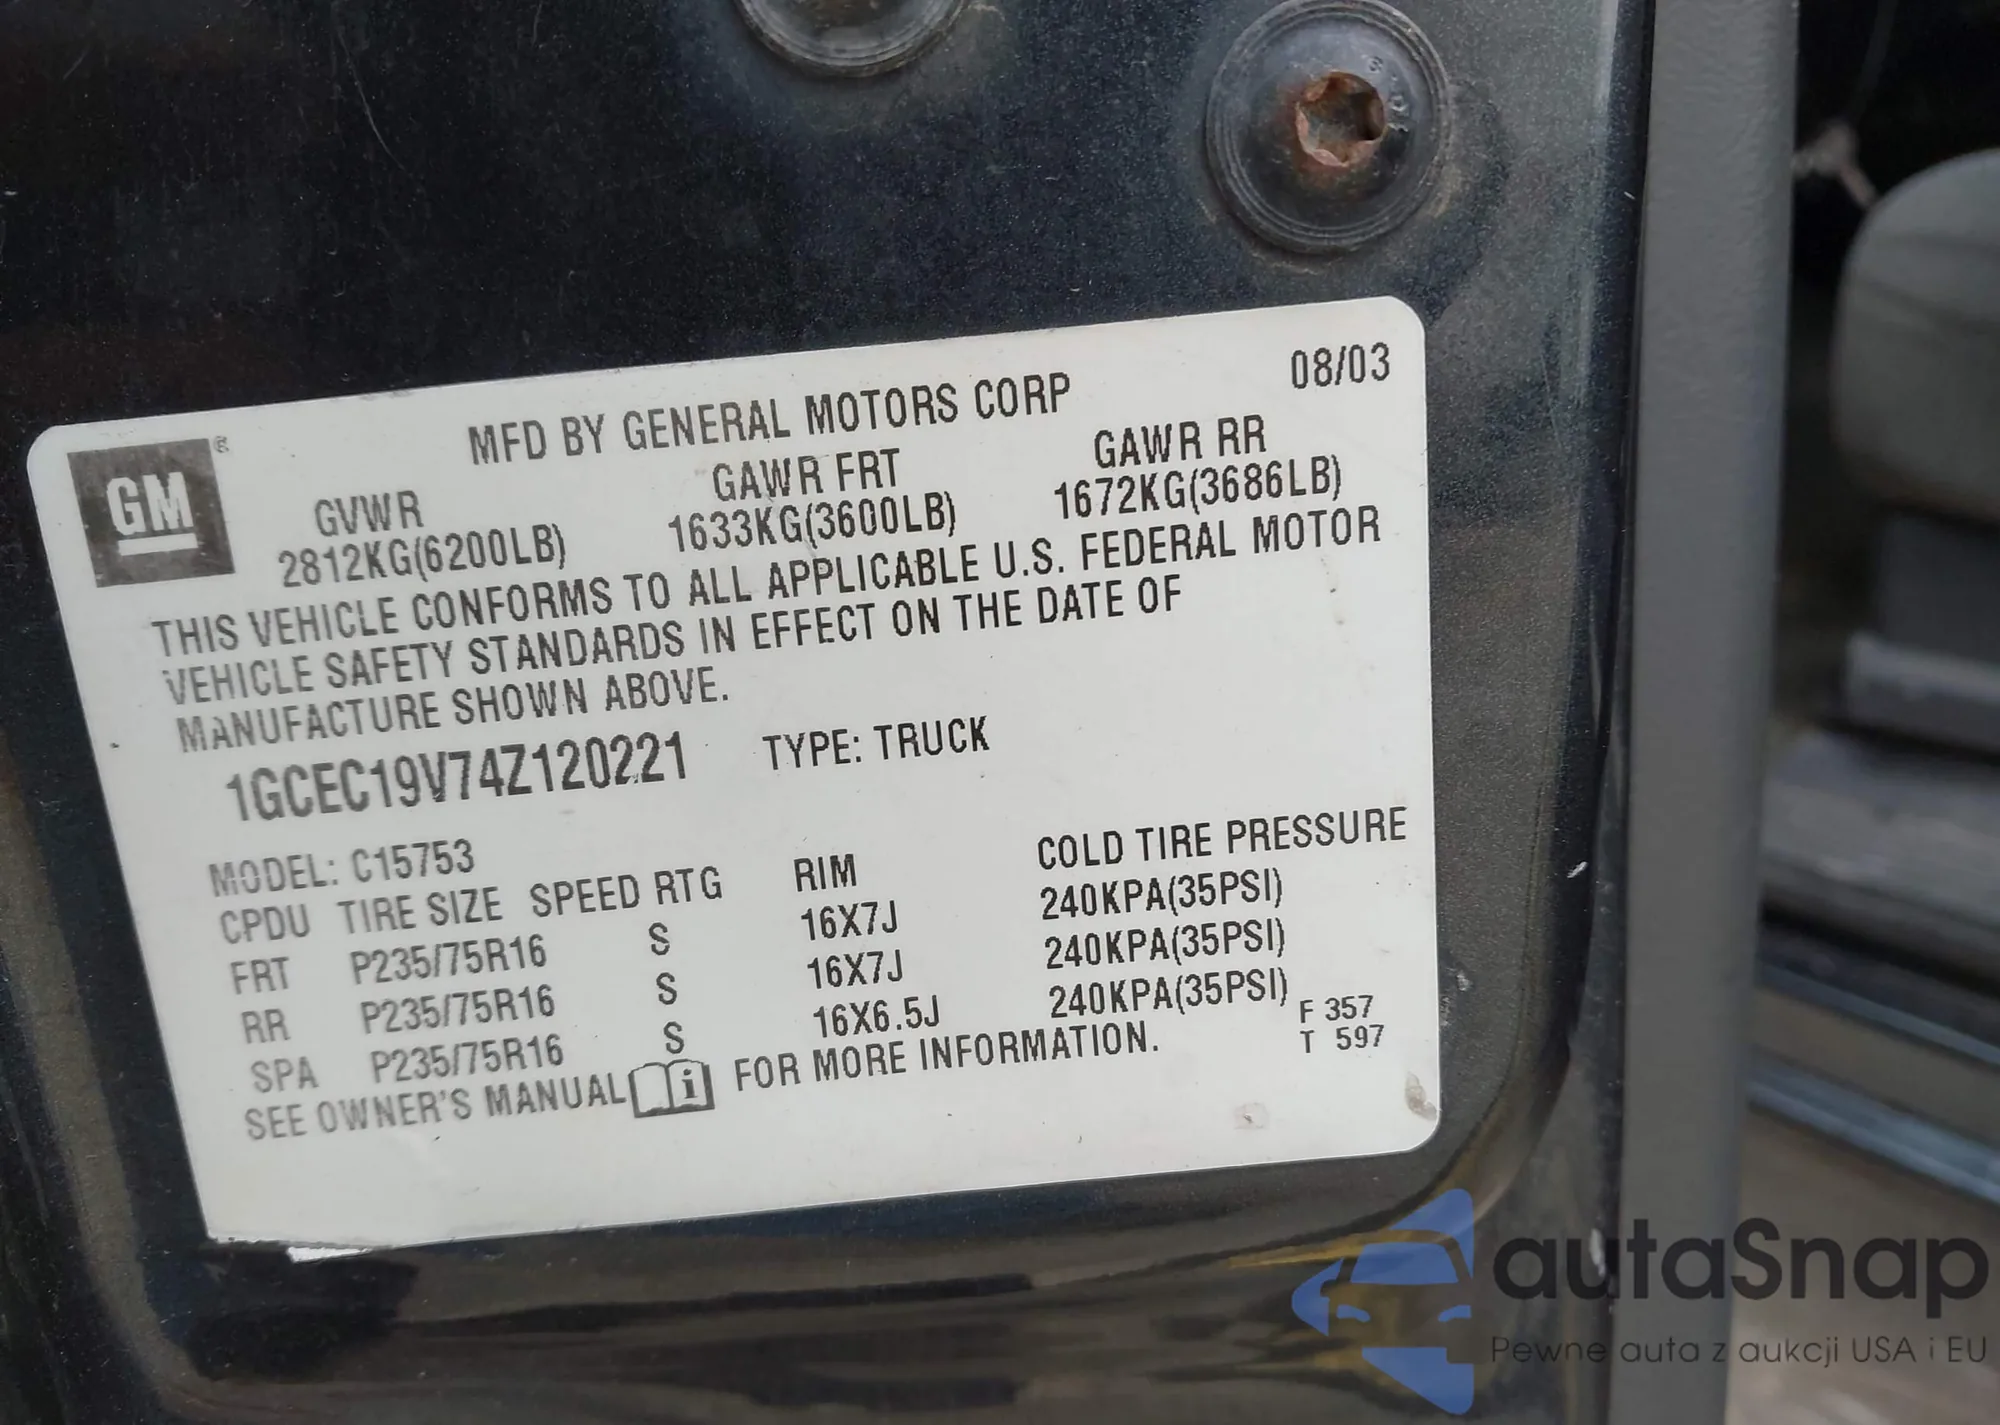 08/03
MFD BY GENERAL MOTORS CORP
GM®
GVWR GAWR FRT GAWR RR
2812KG(6200LB) 1633KG(3600LB) 1672KG(3686LB)
THIS VEHICLE CONFORMS TO ALL APPLICABLE U.S. FEDERAL MOTOR
VEHICLE SAFETY STANDARDS IN EFFECT ON THE DATE OF
MANUFACTURE SHOWN ABOVE.
1GCEC19V74Z120221 TYPE: TRUCK
MODEL: C15753
CPDU TIRE SIZE SPEED RTG RIM COLD TIRE PRESSURE
FRT P235/75R16 S 16X7J 240KPA(35PSI)
RR P235/75R16 S 16X7J 240KPA(35PSI)
SPA P235/75R16 S 16X6.5J 240KPA(35PSI)
SEE OWNER'S MANUAL i FOR MORE INFORMATION.
F 357
T 597
autaSnap
Pewne auta z aukcji USA i EU